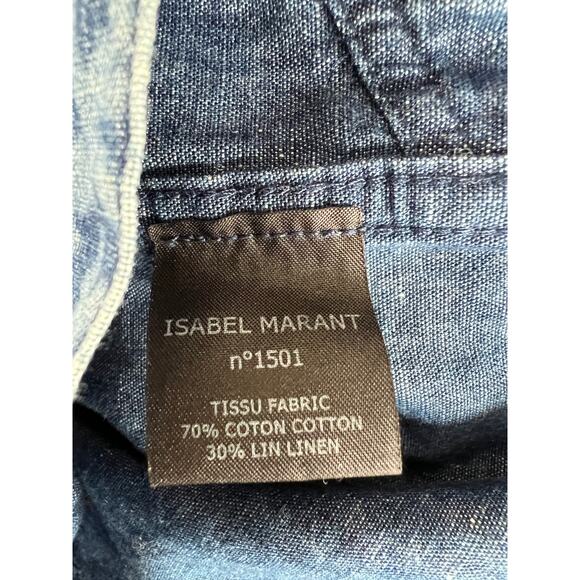 ISABEL MARANT
n°1501
TISSU FABRIC
70% COTON COTTON
30% LIN LINEN